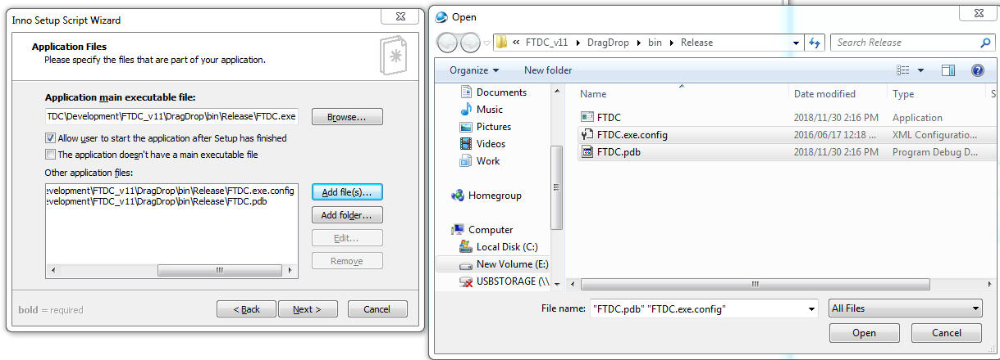 Inno Setup Script Wizard
Application Files
Please specify the files that are part of your application.
Application main executable file:
TDC\Development\FTDC_v11\DragDrop\bin\Release\FTDC.exe
Browse...
Allow user to start the application after Setup has finished
The application doesn't have a main executable file
Other application files:
evelopment\FTDC_v11\DragDrop\bin\Release\FTDC.exe.config
evelopment\FTDC_v11\DragDrop\bin\Release\FTDC.pdb
Add file(s)...
Add folder...
Edit...
Remove
bold = required
< Back
Next >
Cancel
Open
« FTDC_v11 DragDrop bin Release
Search Release
Organize
New folder
Documents
Music
Pictures
Videos
Work
Homegroup
Computer
Local Disk (C:)
New Volume (E:)
USBSTORAGE (\\
Name Date modified Type S
FTDC 2018/11/30 2:16 PM Application
FTDC.exe.config 2016/06/17 12:18 ... XML Configuratio...
FTDC.pdb 2018/11/30 2:16 PM Program Debug D...
File name: "FTDC.pdb" "FTDC.exe.config"
All Files
Open
Cancel